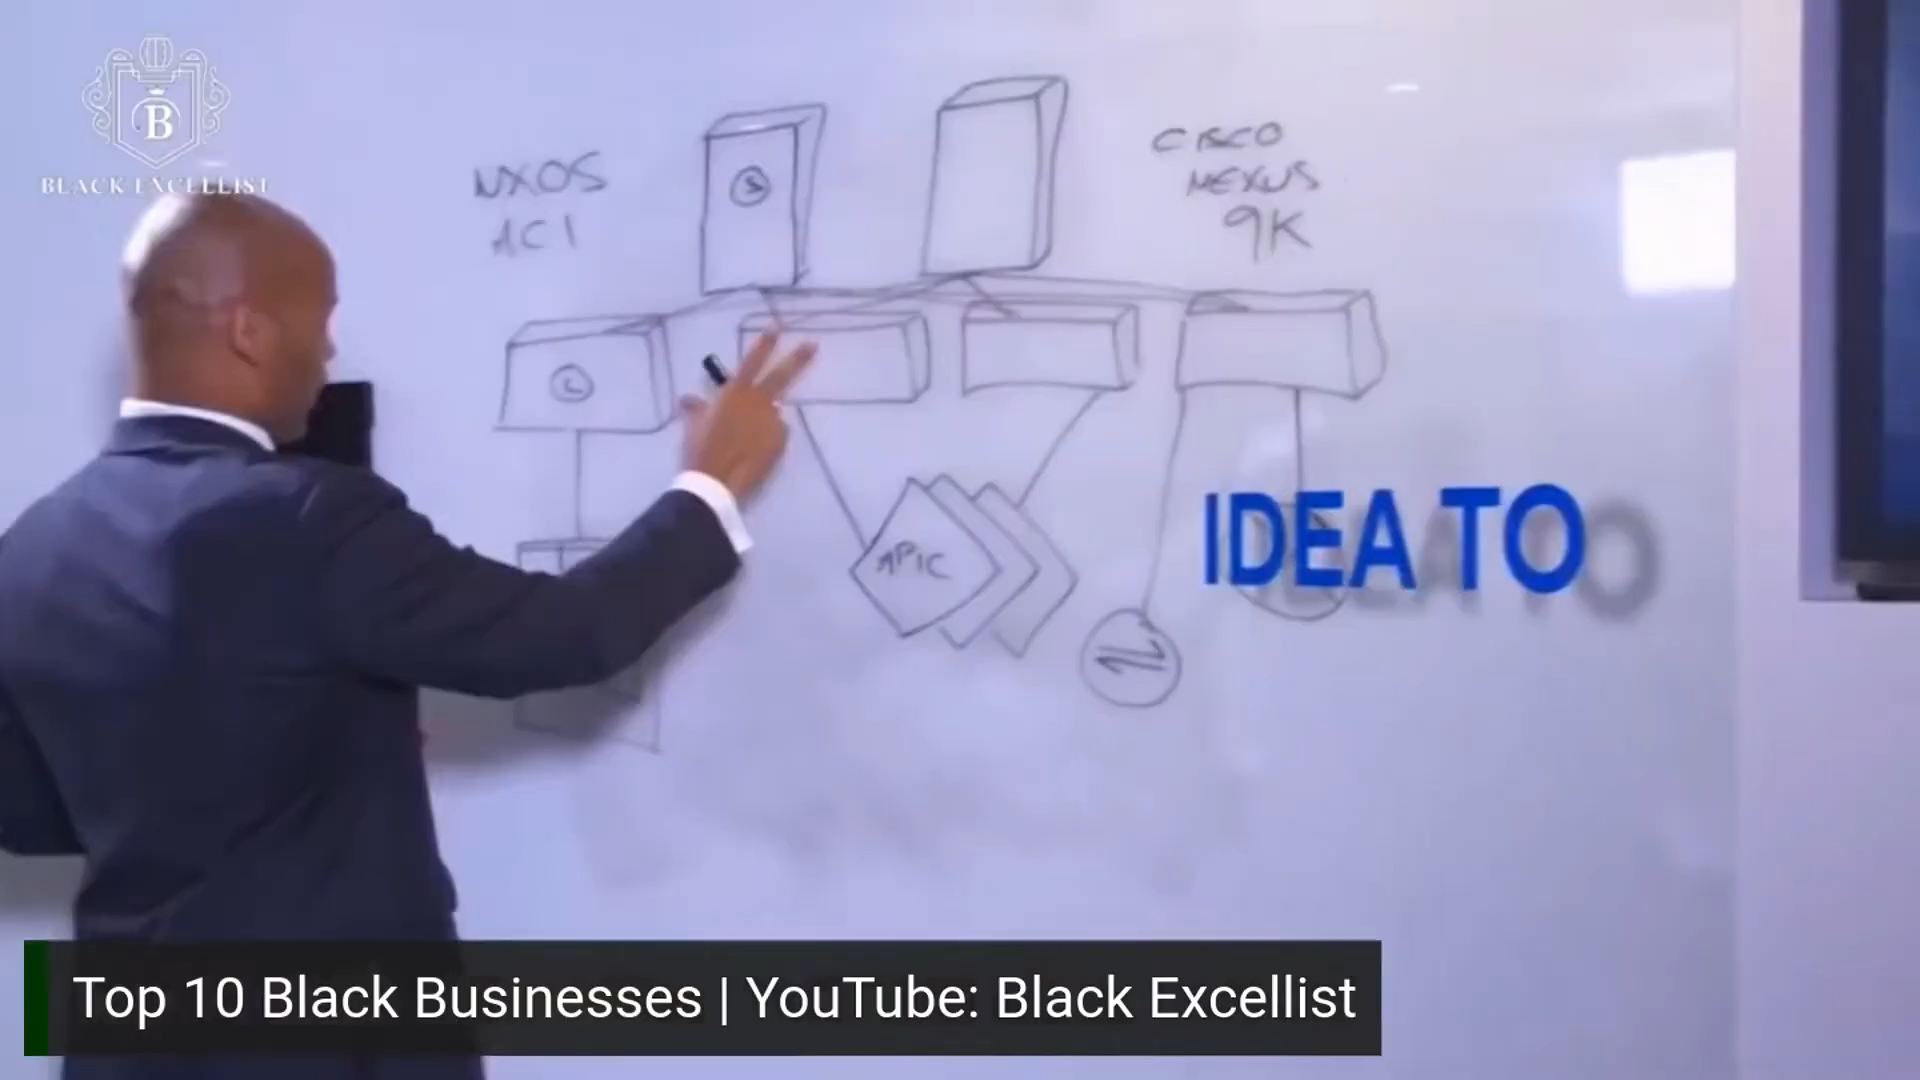 B
BLACK EXCELLIST
NXOS
ACI
S
CISCO
NEXUS
9K
L
APIC
IDEA TO
Top 10 Black Businesses | YouTube: Black Excellist